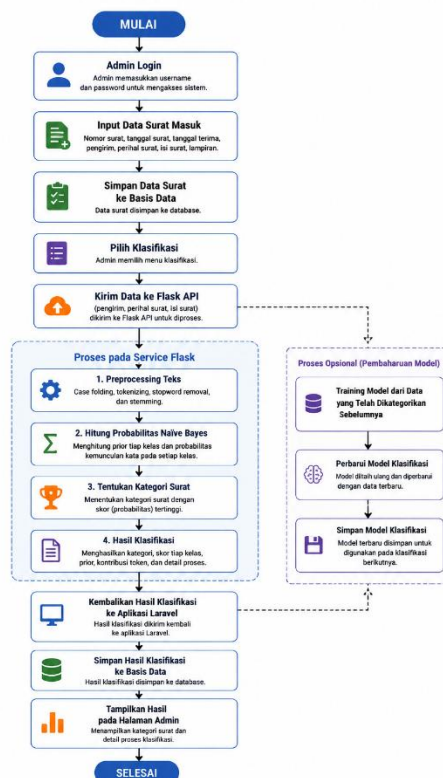 MULAI
Admin Login
Admin memasukkan username
dan password untuk mengakses sistem.
Input Data Surat Masuk
Nomor surat, tanggal surat, tanggal terima,
pengirim, perihal surat, isi surat, lampiran.
Simpan Data Surat
ke Basis Data
Data surat disimpan ke database.
Pilih Klasifikasi
Admin memilih menu klasifikasi.
Kirim Data ke Flask API
(pengirim, perihal surat, isi surat)
dikirim ke Flask API untuk diproses.
Proses pada Service Flask
1. Preprocessing Teks
Case folding, tokenizing, stopword removal,
dan stemming.
2. Hitung Probabilitas Naïve Bayes
Menghitung prior tiap kelas dan probabilitas
kemunculan kata pada setiap kelas.
3. Tentukan Kategori Surat
Menentukan kategori surat dengan
skor (probabilitas) tertinggi.
4. Hasil Klasifikasi
Menghasilkan kategori, skor tiap kelas,
prior, kontribusi token, dan detail proses.
Proses Opsional (Pembaharuan Model)
Training Model dari Data
yang Telah Dikategorikan
Sebelumnya
Perbarui Model Klasifikasi
Model dilatih ulang dan diperbarui
dengan data terbaru.
Simpan Model Klasifikasi
Model terbaru disimpan untuk
digunakan pada klasifikasi
berikutnya.
Kembalikan Hasil Klasifikasi
ke Aplikasi Laravel
Hasil klasifikasi dikirim kembali
ke aplikasi Laravel.
Simpan Hasil Klasifikasi
ke Basis Data
Hasil klasifikasi disimpan ke database.
Tampilkan Hasil
pada Halaman Admin
Menampilkan kategori surat dan
detail proses klasifikasi.
SELESAI